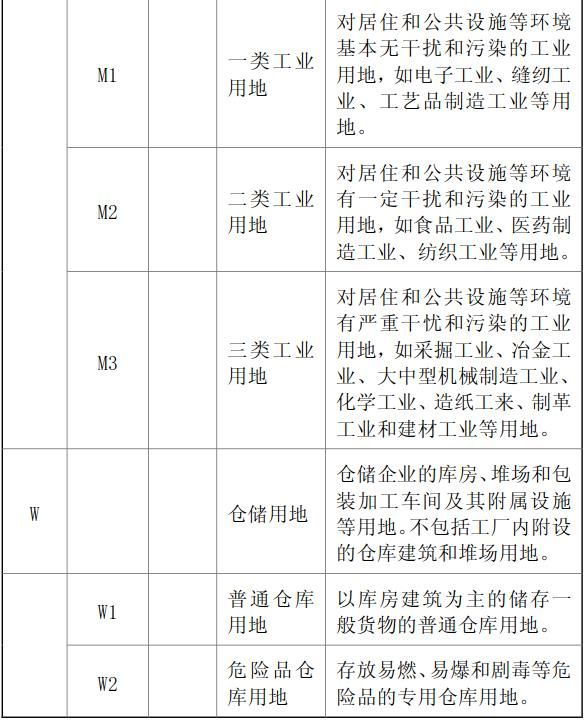 M1
一类工业
用地
对居住和公共设施等环境
基本无干扰和污染的工业
用地，如电子工业、缝纫工
业、工艺品制造工业等用
地。
M2
二类工业
用地
对居住和公共设施等环境
有一定干扰和污染的工业
用地，如食品工业、医药制
造工业、纺织工业等用地。
M3
三类工业
用地
对居住和公共设施等环境
有严重干忧和污染的工业
用地，如采掘工业、冶金工
业、大中型机械制造工业、
化学工业、造纸工来、制革
工业和建材工业等用地。
W
仓储用地
仓储企业的库房、堆场和包
装加工车间及其附属设施
等用地。不包括工厂内附设
的仓库建筑和堆场用地。
W1
普通仓库
用地
以库房建筑为主的储存一
般货物的普通仓库用地。
W2
危险品仓
库用地
存放易燃、易爆和剧毒等危
险品的专用仓库用地。